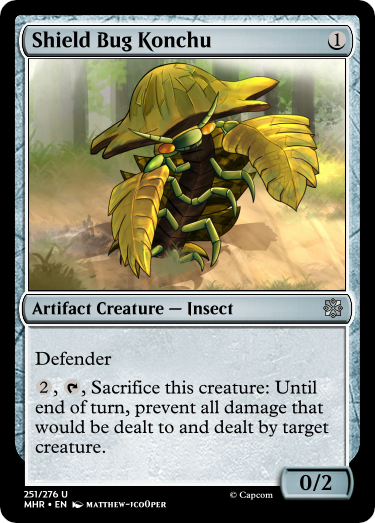 Shield Bug Konchu 1
Artifact Creature — Insect
Defender
2, , Sacrifice this creature: Until
end of turn, prevent all damage that
would be dealt to and dealt by target
creature.
0/2
251/276 U
MHR • EN MATTHEW-ICOOPER
© Capcom